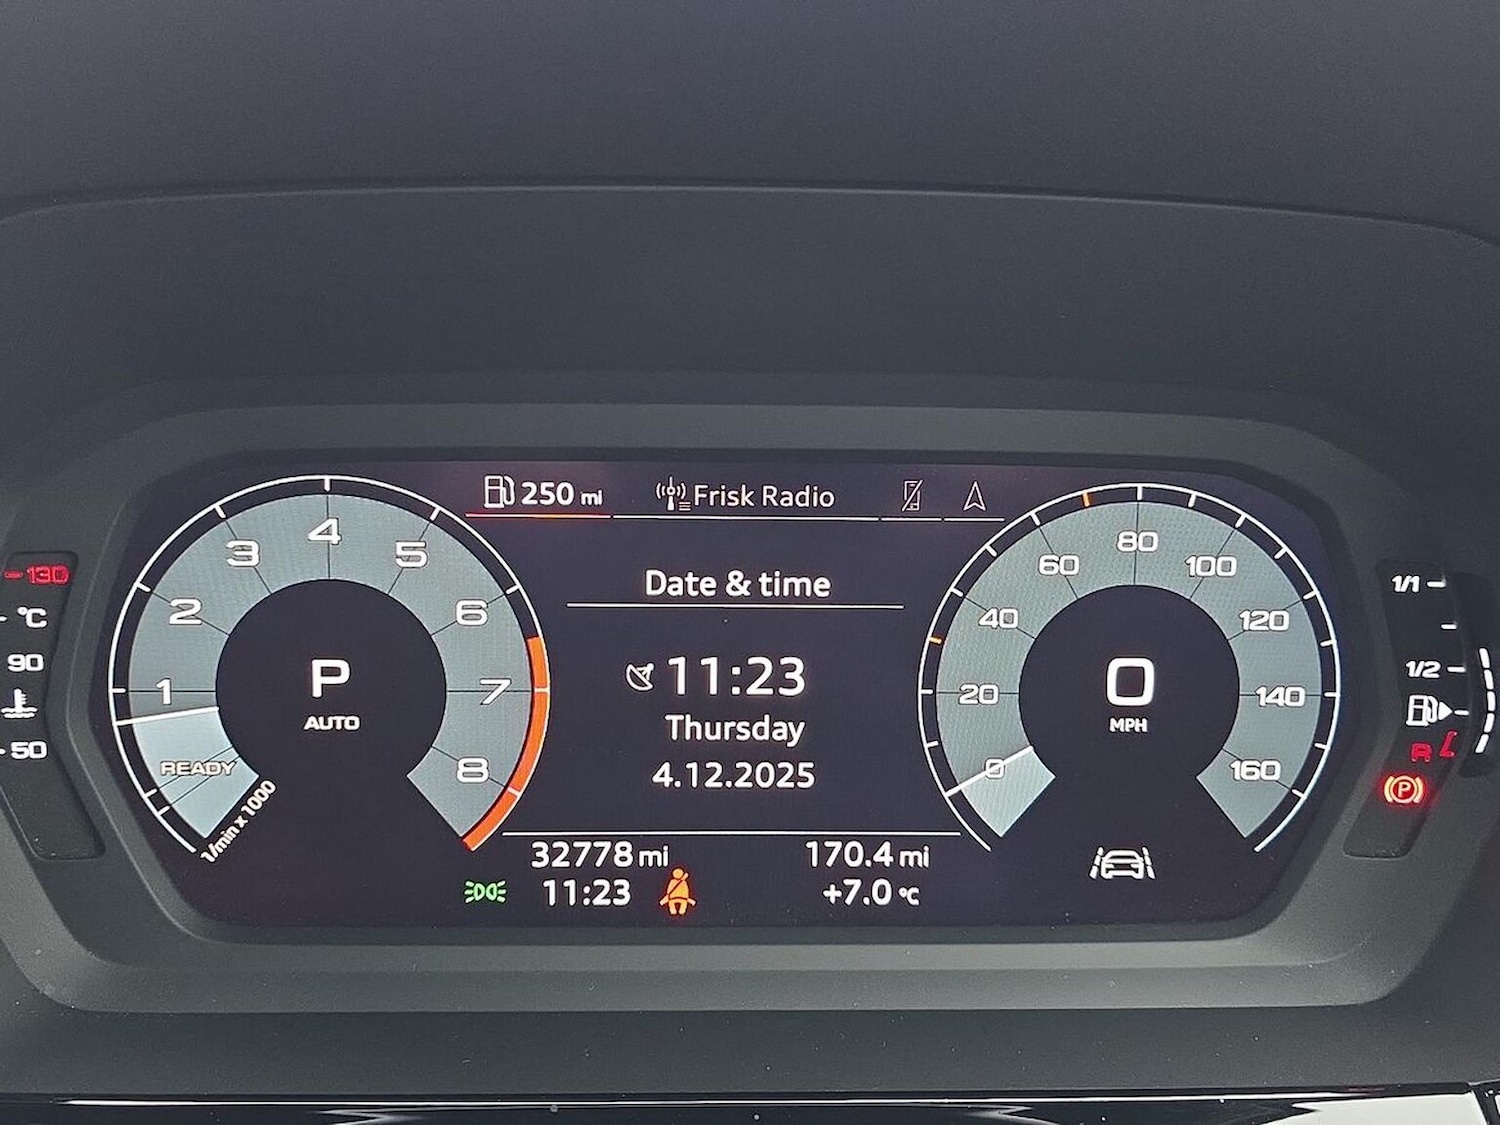 250 mi
Frisk Radio
Date & time
11:23
Thursday
4.12.2025
32778 mi
170.4 mi
11:23
+7.0 °C
1
2
3
4
5
6
7
8
READY
1/min x 1000
P
AUTO
0
20
40
60
80
100
120
140
160
0
MPH
130
°C
90
50
1/1
1/2
R
P